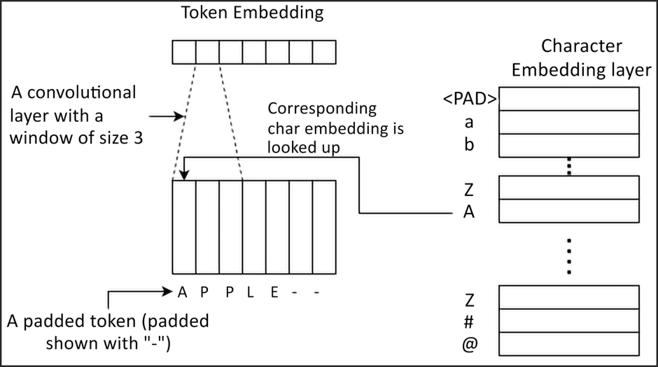 Token Embedding
A convolutional
layer with a
window of size 3
Corresponding
char embedding is
looked up
Character
Embedding layer
<PAD>
a
b
Z
A
Z
#
@
A P P L E - -
A padded token (padded
shown with "-")